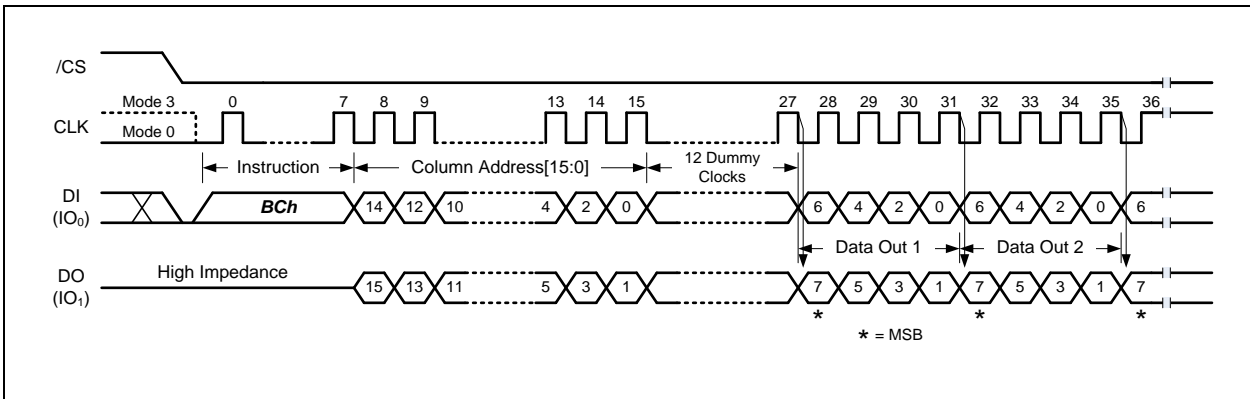 /CS
Mode 3 0 7 8 9 13 14 15 27 28 29 30 31 32 33 34 35 36
CLK
Mode 0
Instruction Column Address[15:0] 12 Dummy
Clocks
DI
(IO0)
BCh 14 12 10 4 2 0 6 4 2 0 6 4 2 0 6
Data Out 1 Data Out 2
DO
(IO1)
High Impedance 15 13 11 5 3 1 7 5 3 1 7 5 3 1 7
* * *
* = MSB